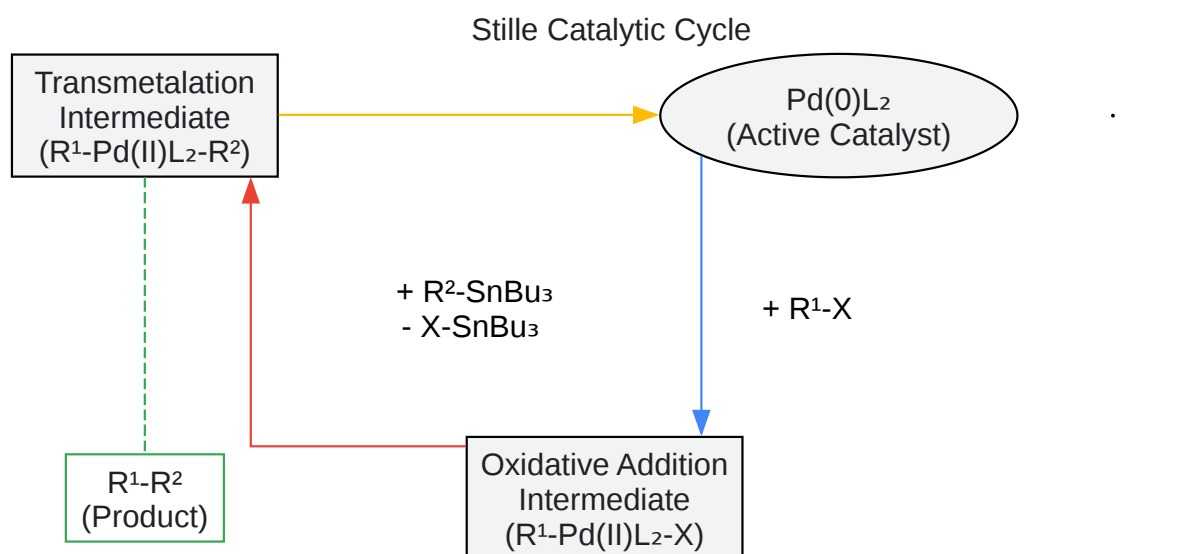 Stille Catalytic Cycle
Transmetalation
Intermediate
(R¹-Pd(II)L₂-R²)
Pd(0)L₂
(Active Catalyst)
.
+ R²-SnBu₃
- X-SnBu₃
+ R¹-X
R¹-R²
(Product)
Oxidative Addition
Intermediate
(R¹-Pd(II)L₂-X)